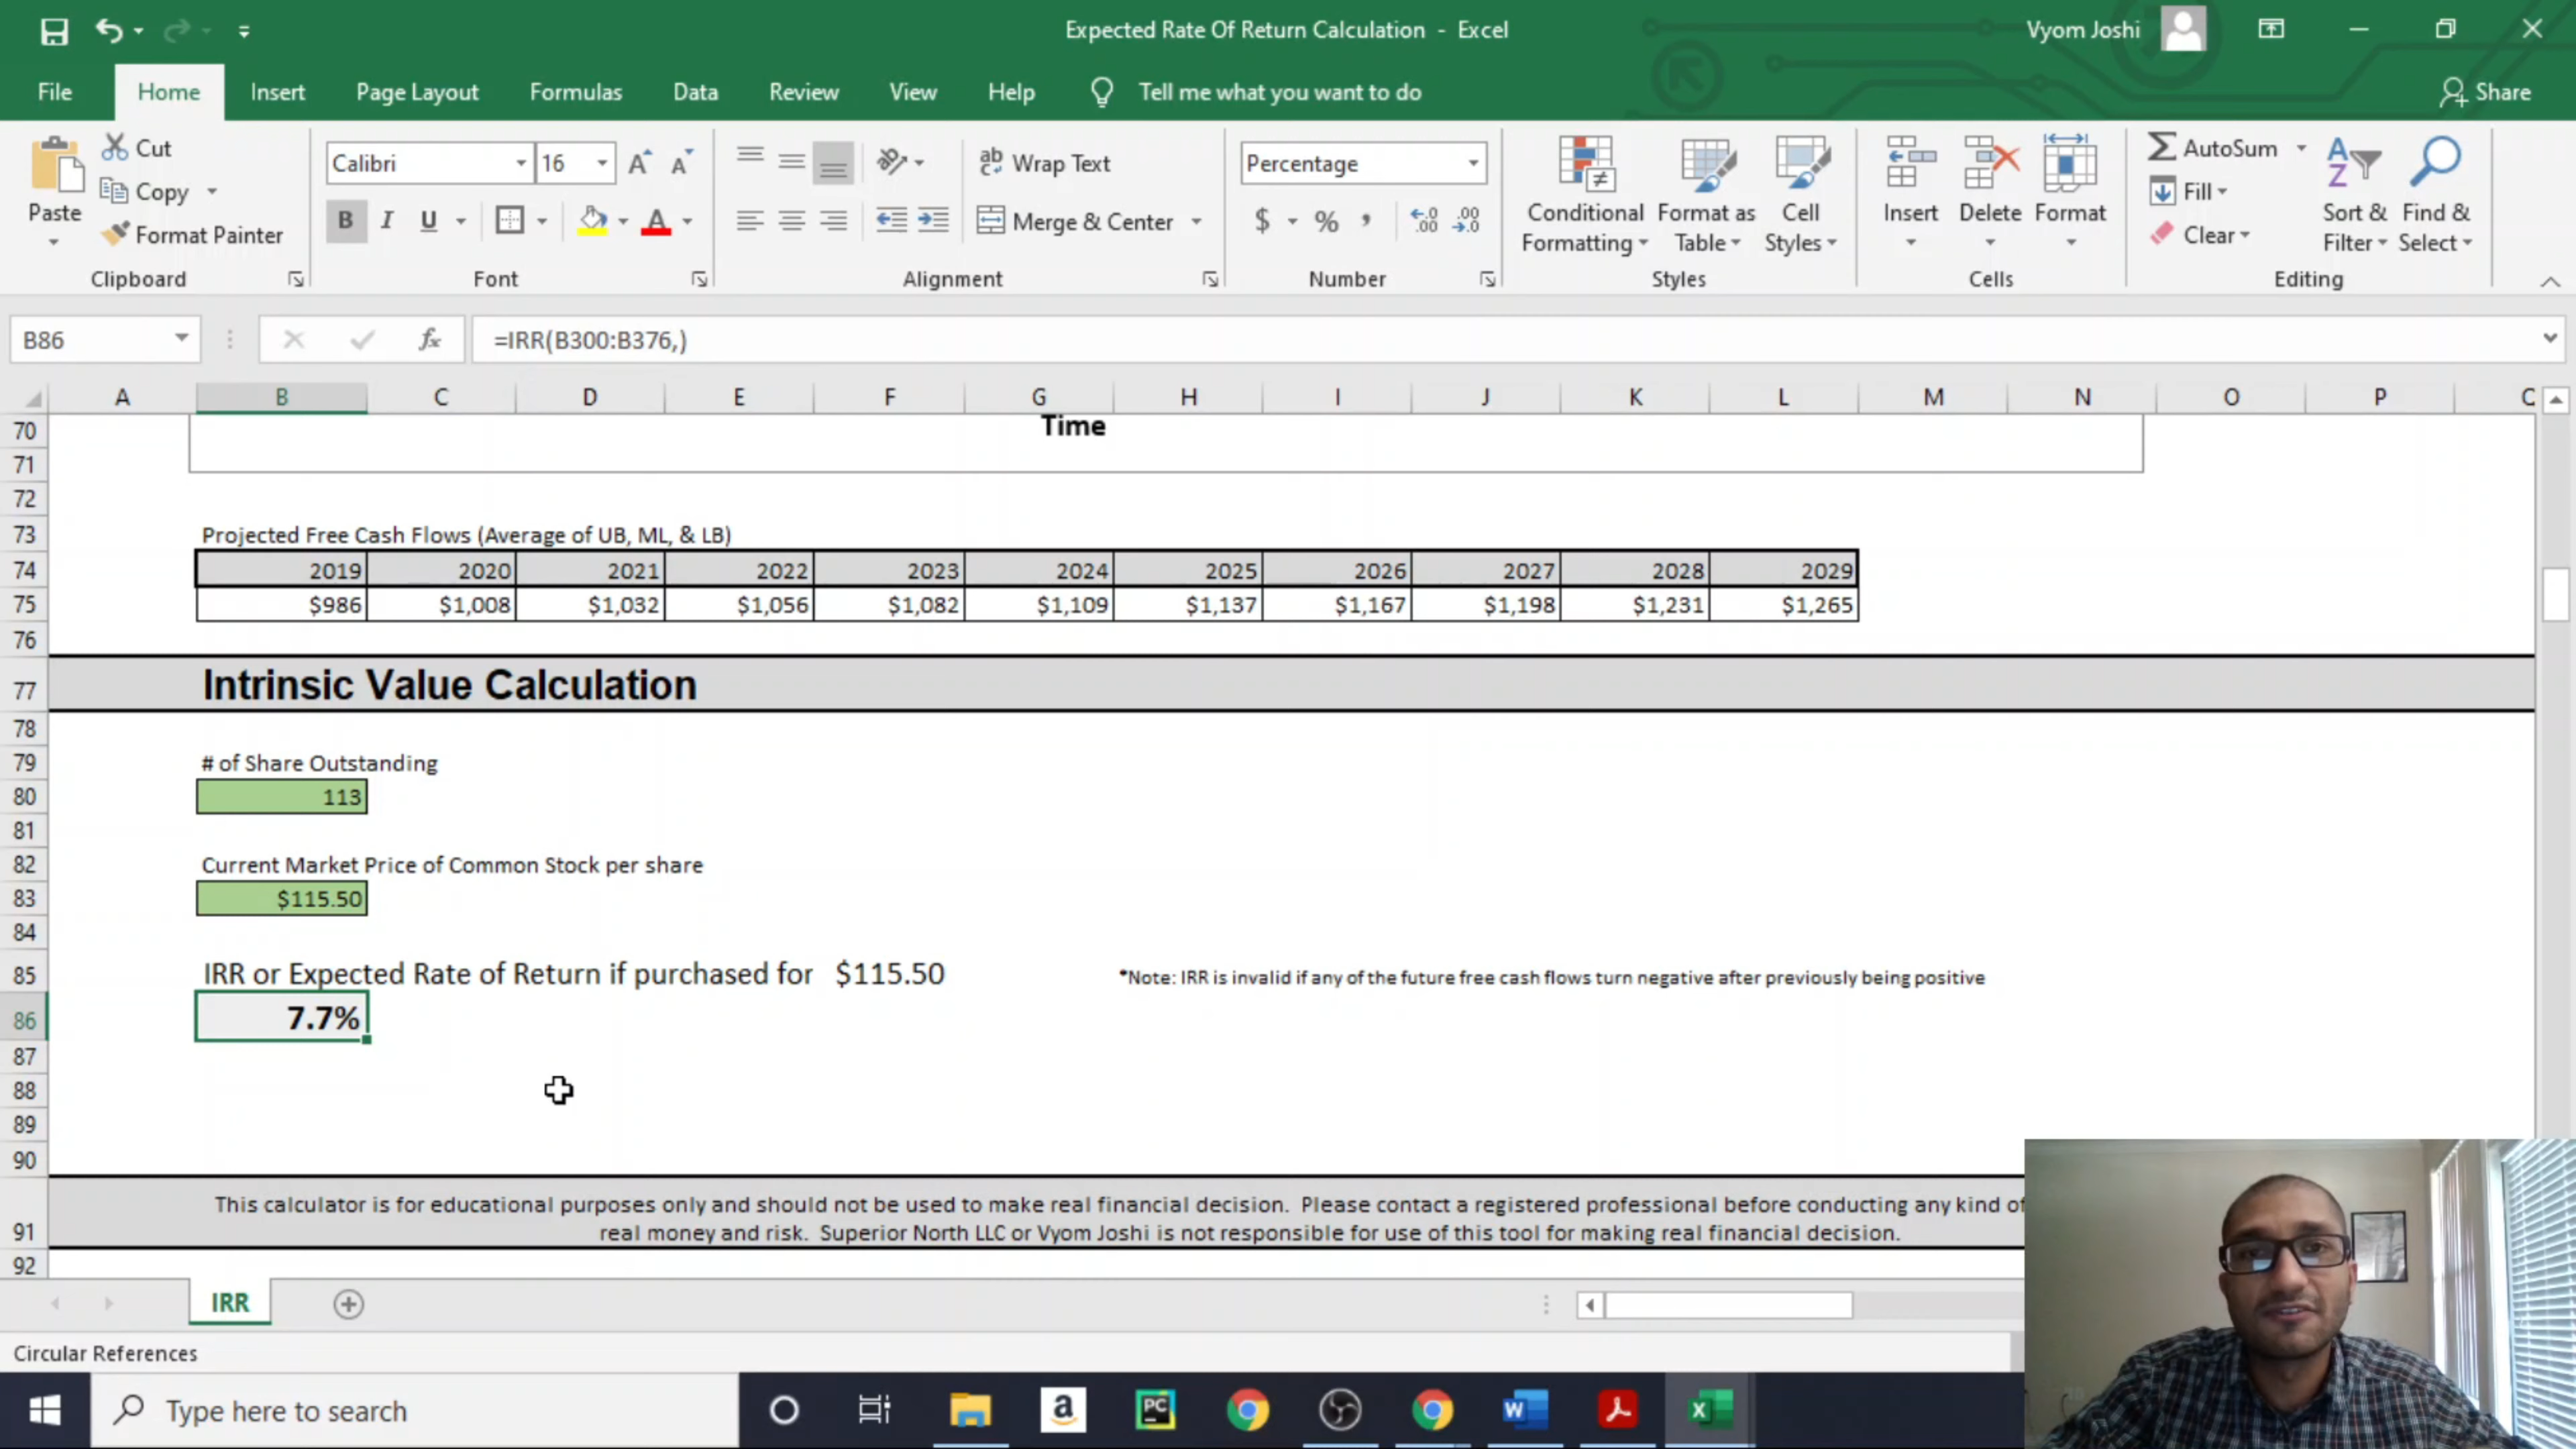 Expected Rate Of Return Calculation - Excel
Vyom Joshi
File Home Insert Page Layout Formulas Data Review View Help Tell me what you want to do Share
Paste
Cut
Copy
Format Painter
Clipboard
Calibri 16
B I U
Font
Wrap Text
Merge & Center
Alignment
Percentage
$ % ,
Number
Conditional Formatting
Format as Table
Cell Styles
Styles
Insert Delete Format
Cells
AutoSum
Fill
Clear
Sort & Filter
Find & Select
Editing
B86 fx =IRR(B300:B376,)
A B C D E F G H I J K L M N O P
70 Time
71
72
73 Projected Free Cash Flows (Average of UB, ML, & LB)
74 2019 2020 2021 2022 2023 2024 2025 2026 2027 2028 2029
75 $986 $1,008 $1,032 $1,056 $1,082 $1,109 $1,137 $1,167 $1,198 $1,231 $1,265
76
77 Intrinsic Value Calculation
78
79 # of Share Outstanding
80 113
81
82 Current Market Price of Common Stock per share
83 $115.50
84
85 IRR or Expected Rate of Return if purchased for $115.50 *Note: IRR is invalid if any of the future free cash flows turn negative after previously being positive
86 7.7%
87
88
89
90
This calculator is for educational purposes only and should not be used to make real financial decision. Please contact a registered professional before conducting any kind of
91 real money and risk. Superior North LLC or Vyom Joshi is not responsible for use of this tool for making real financial decision.
92
IRR
Circular References
Type here to search